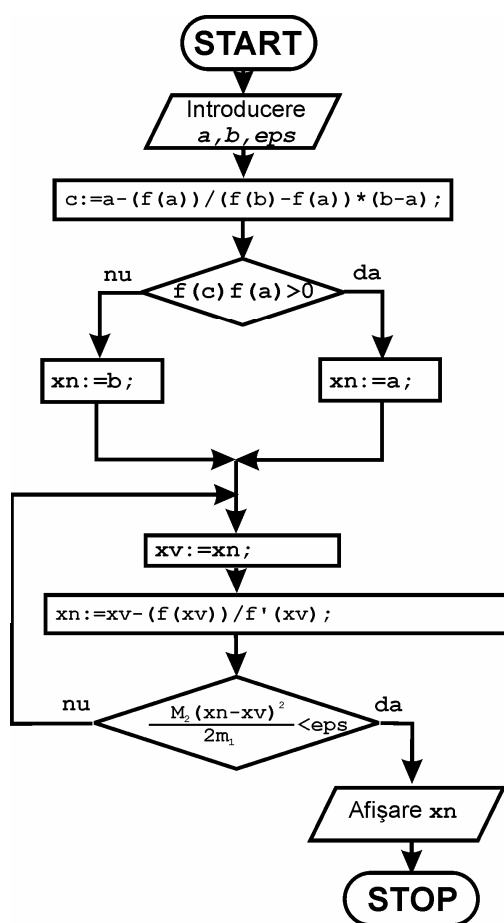 START
Introducere
a,b,eps
c:=a-(f(a))/(f(b)-f(a))*(b-a);
nu
da
f(c)f(a)>0
xn:=b;
xn:=a;
xv:=xn;
xn:=xv-(f(xv))/f'(xv);
nu
da
M₂(xn-xv)²
2m₁
<eps
Afişare xn
STOP